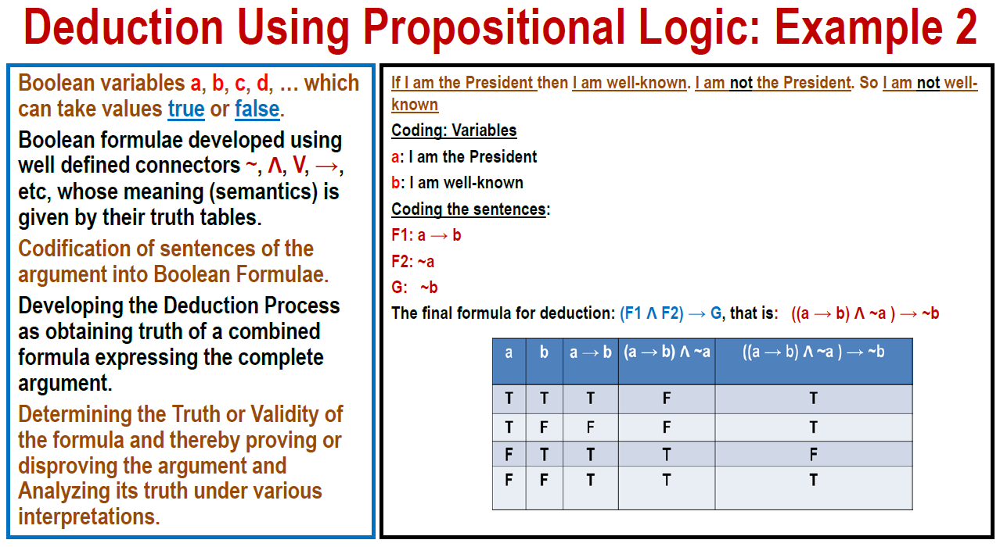 Deduction Using Propositional Logic: Example 2
Boolean variables a, b, c, d, … which
can take values true or false.
Boolean formulae developed using
well defined connectors ~, Λ, V, →,
etc, whose meaning (semantics) is
given by their truth tables.
Codification of sentences of the
argument into Boolean Formulae.
Developing the Deduction Process
as obtaining truth of a combined
formula expressing the complete
argument.
Determining the Truth or Validity of
the formula and thereby proving or
disproving the argument and
Analyzing its truth under various
interpretations.
If I am the President then I am well-known. I am not the President. So I am not well-
known
Coding: Variables
a: I am the President
b: I am well-known
Coding the sentences:
F1: a → b
F2: ~a
G: ~b
The final formula for deduction: (F1 Λ F2) → G, that is: ((a → b) Λ ~a ) → ~b
a b a → b (a → b) Λ ~a ((a → b) Λ ~a ) → ~b
T T T F T
T F F F T
F T T T F
F F T T T